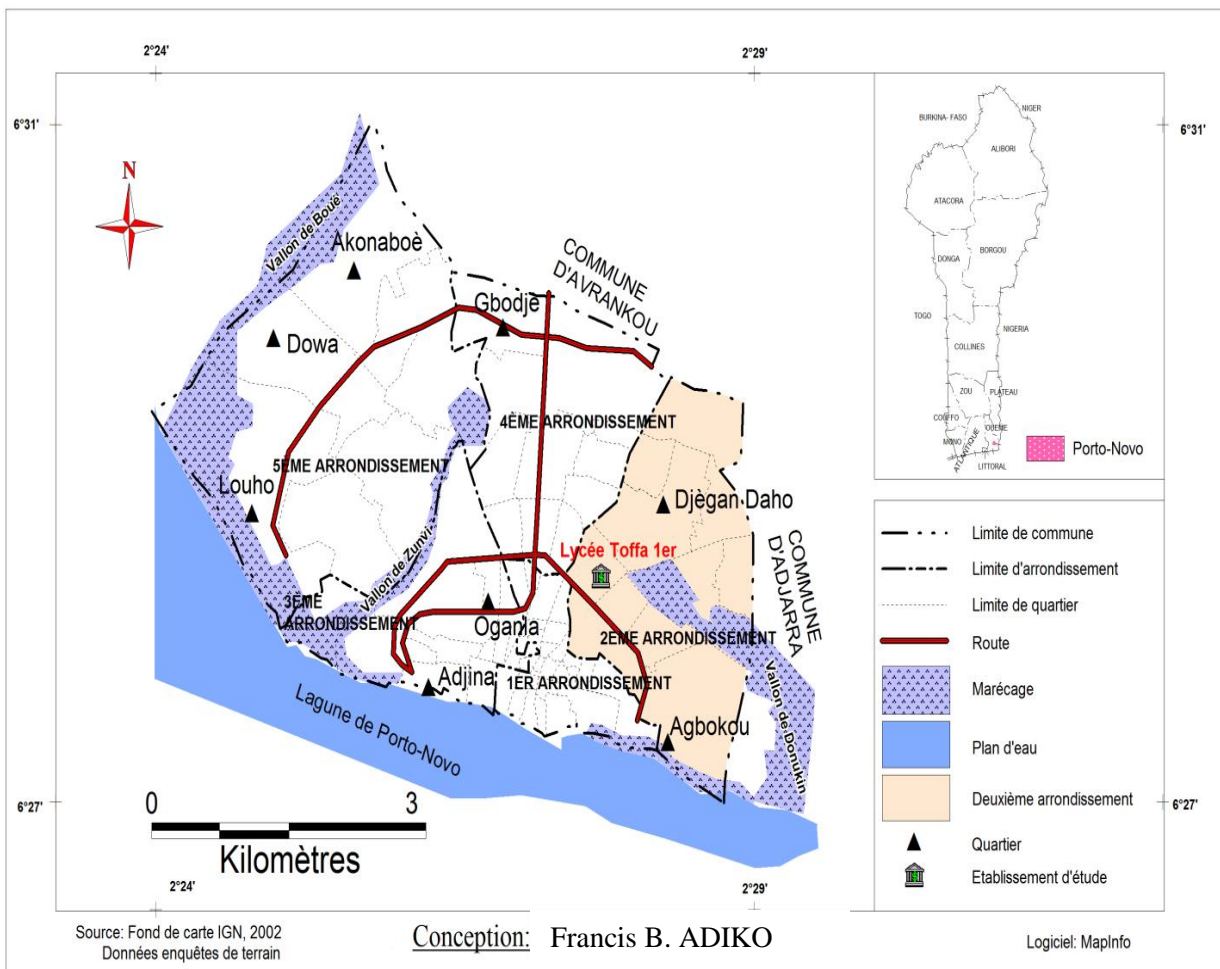 2°24'
2°29'
6°31'
6°31'
N
BURKINA- FASO
NIGER
ALIBORI
ATACORA
BORGOU
DONGA
TOGO
NIGERIA
COLLINES
ZOU
PLATEAU
COUFFO
OUEME
MONO
ATLANTIQUE
LITTORAL
Porto-Novo
Vallon de Boué
Akonaboè
COMMUNE
D'AVRANKOU
Gbodjè
Dowa
4ÈME ARRONDISSEMENT
5ÈME ARRONDISSEMENT
Louho
Djègan Daho
Vallon de Zunvi
Lycée Toffa 1er
COMMUNE
D'ADJARRA
3ÈME
ARRONDISSEMENT
Ogania
2ÈME ARRONDISSEMENT
Adjina
1ER ARRONDISSEMENT
Vallon de Donukin
Agbokou
Lagune de Porto-Novo
Limite de commune
Limite d'arrondissement
Limite de quartier
Route
Marécage
Plan d'eau
Deuxième arrondissement
Quartier
Etablissement d'étude
0 3
Kilomètres
6°27'
6°27'
2°24'
2°29'
Source: Fond de carte IGN, 2002
Données enquêtes de terrain
Conception: Francis B. ADIKO
Logiciel: MapInfo